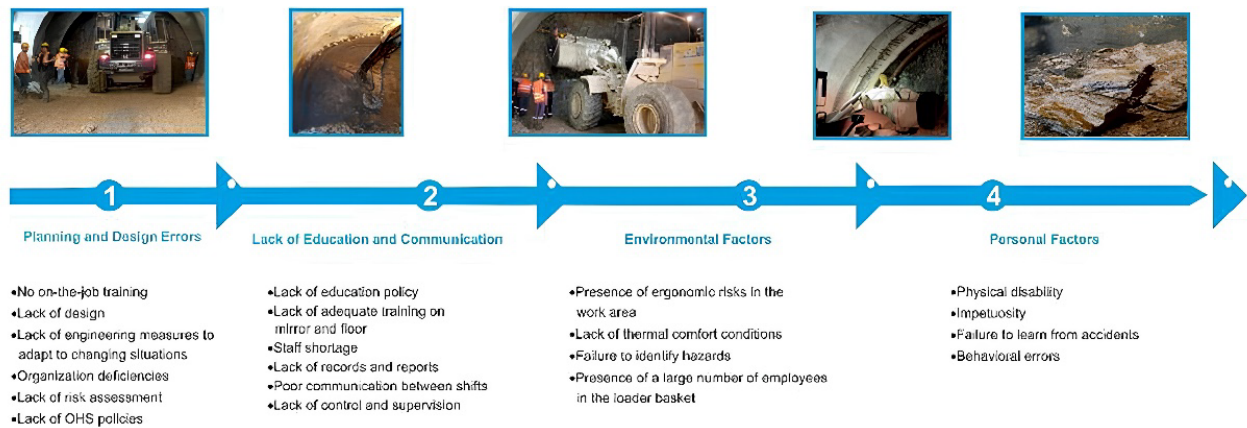 1
2
3
4
Planning and Design Errors
Lack of Education and Communication
Environmental Factors
Personal Factors
•No on-the-job training
•Lack of design
•Lack of engineering measures to
adapt to changing situations
•Organization deficiencies
•Lack of risk assessment
•Lack of OHS policies
•Lack of education policy
•Lack of adequate training on
mirror and floor
•Staff shortage
•Lack of records and reports
•Poor communication between shifts
•Lack of control and supervision
•Presence of ergonomic risks in the
work area
•Lack of thermal comfort conditions
•Failure to identify hazards
•Presence of a large number of employees
in the loader basket
•Physical disability
•Impetuosity
•Failure to learn from accidents
•Behavioral errors